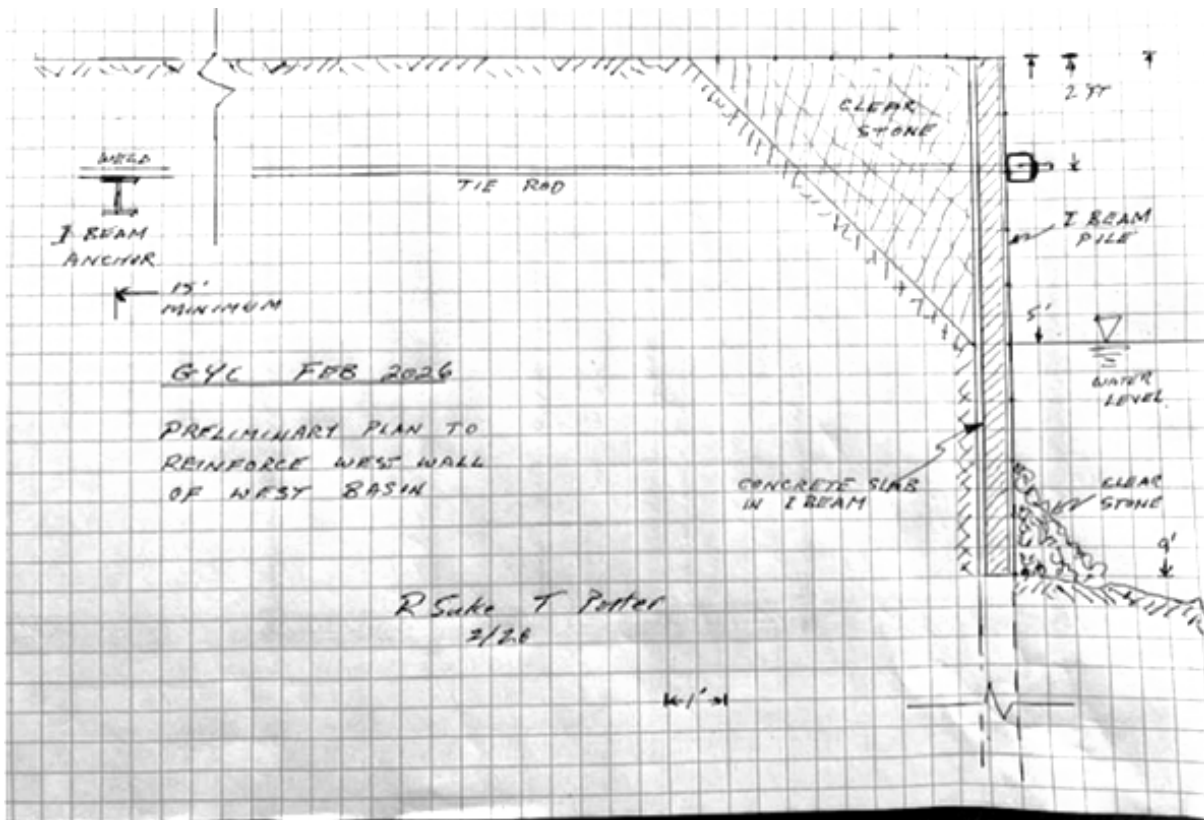 CLEAR
STONE
2 FT
WELD
TIE ROD
I BEAM
ANCHOR
I BEAM
PILE
15'
MINIMUM
5'
WATER
LEVEL
GYC FEB 2026
PRELIMINARY PLAN TO
REINFORCE WEST WALL
OF WEST BASIN
CONCRETE SLAB
IN I BEAM
CLEAR
STONE
9'
R T
2/26
1'